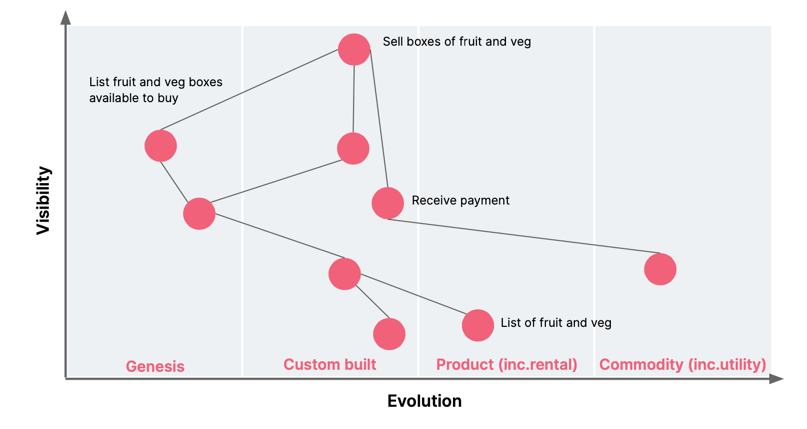 Sell boxes of fruit and veg
List fruit and veg boxes
available to buy
Visibility
Receive payment
List of fruit and veg
Genesis
Custom built
Product (inc.rental)
Commodity (inc.utility)
Evolution